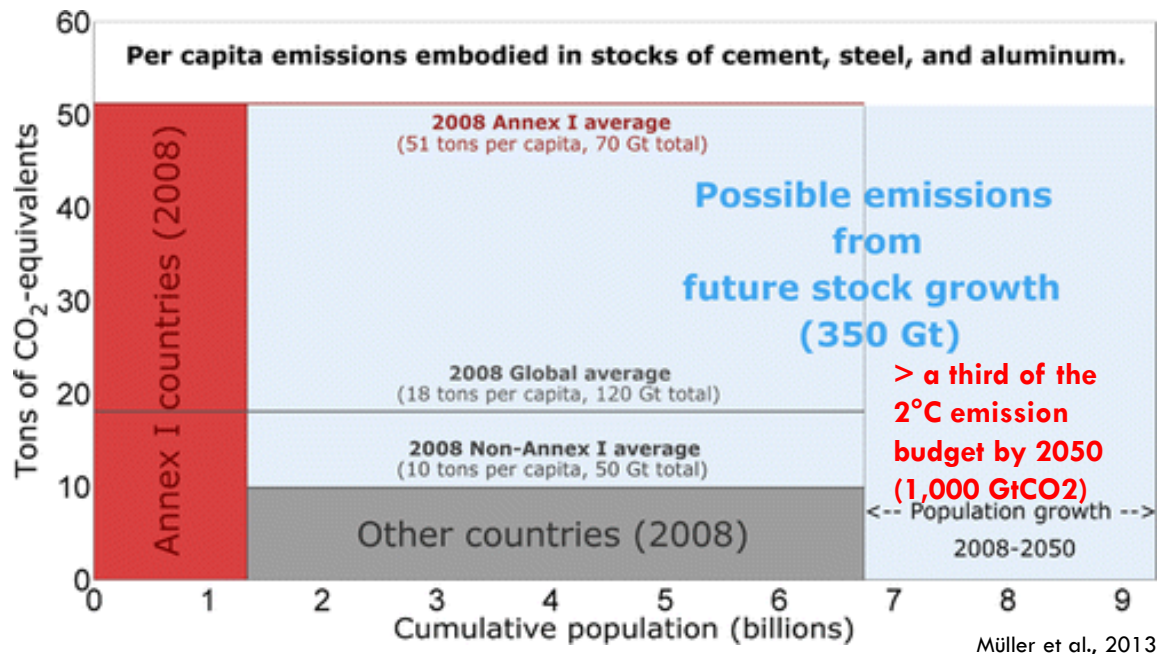 Per capita emissions embodied in stocks of cement, steel, and aluminum.
60
50
40
30
20
10
0
Tons of CO₂-equivalents
Annex I countries (2008)
2008 Annex I average
(51 tons per capita, 70 Gt total)
Possible emissions
from
future stock growth
(350 Gt)
> a third of the
2°C emission
budget by 2050
(1,000 GtCO2)
2008 Global average
(18 tons per capita, 120 Gt total)
2008 Non-Annex I average
(10 tons per capita, 50 Gt total)
Other countries (2008)
<-- Population growth -->
2008-2050
0 1 2 3 4 5 6 7 8 9
Cumulative population (billions)
Müller et al., 2013